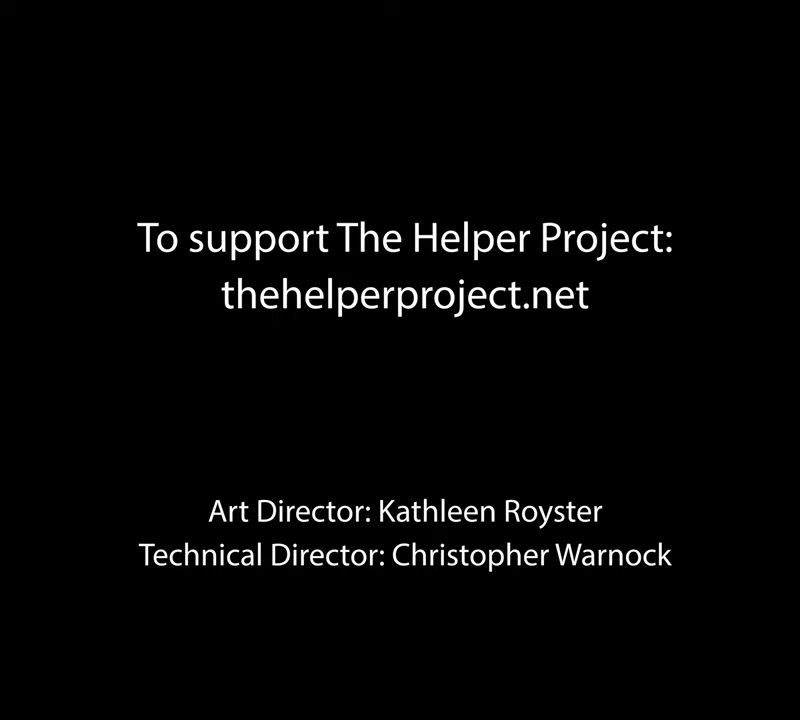 To support The Helper Project:
thehelperproject.net
Art Director: Kathleen Royster
Technical Director: Christopher Warnock